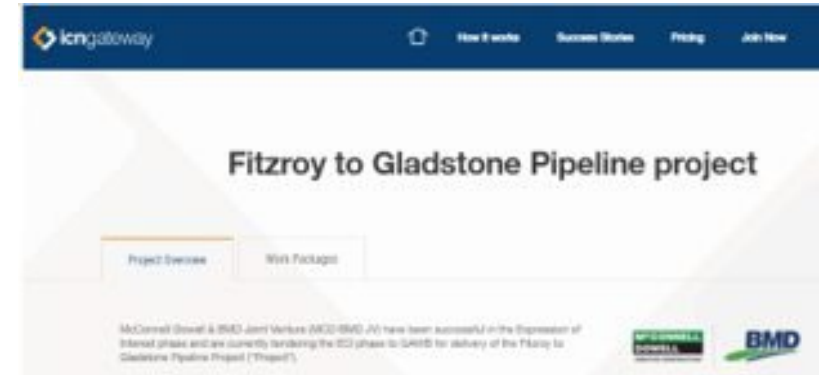 icngateway
How it works Success Stories Pricing Join Now
Fitzroy to Gladstone Pipeline project
Project Overview Work Packages
McConnell Dowell & BMD Joint Venture (MCD BMD JV) have been successful in the Expression of
Interest phase and are currently tendering the ECI phase to GAWB for delivery of the Fitzroy to
Gladstone Pipeline Project ("Project").
MCCONNELL
DOWELL
BMD